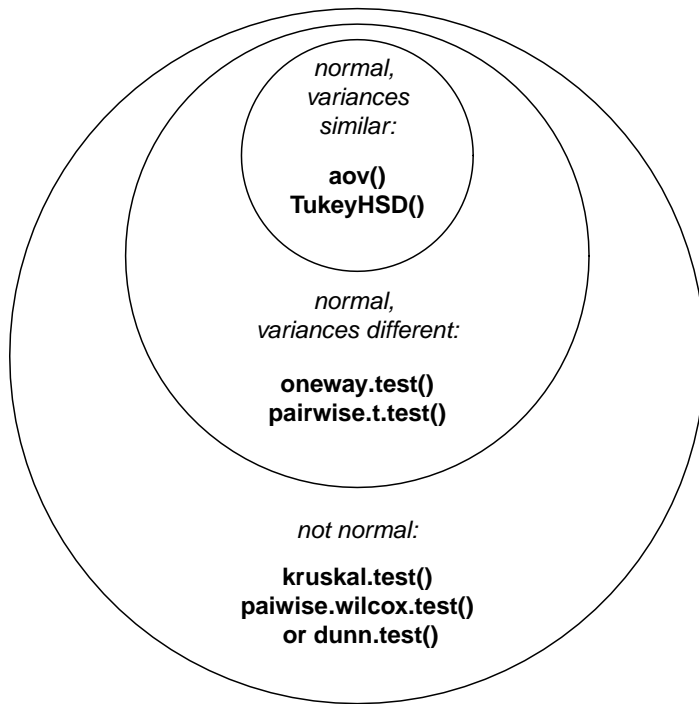 normal,
variances
similar:
aov()
TukeyHSD()
normal,
variances different:
oneway.test()
pairwise.t.test()
not normal:
kruskal.test()
paiwise.wilcox.test()
or dunn.test()